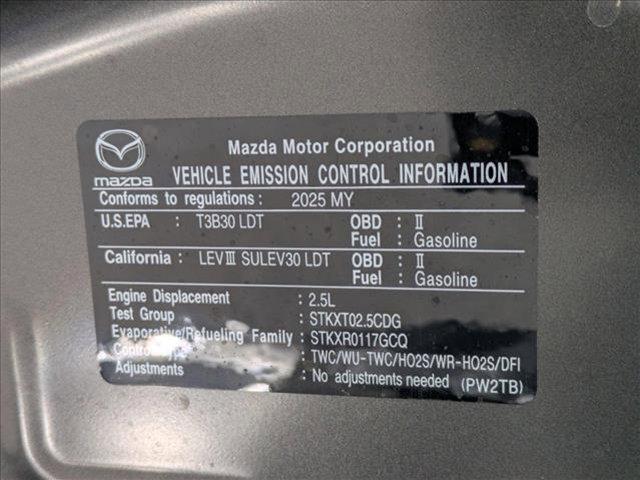 Mazda Motor Corporation
mazda VEHICLE EMISSION CONTROL INFORMATION
Conforms to regulations: 2025 MY
U.S.EPA : T3B30 LDT OBD : Ⅱ
Fuel : Gasoline
California : LEVⅢ SULEV30 LDT OBD : Ⅱ
Fuel : Gasoline
Engine Displacement : 2.5L
Test Group : STKXT02.5CDG
Evaporative/Refueling Family : STKXR0117GCQ
Control : TWC/WU-TWC/HO2S/WR-HO2S/DFI
Adjustments : No adjustments needed (PW2TB)